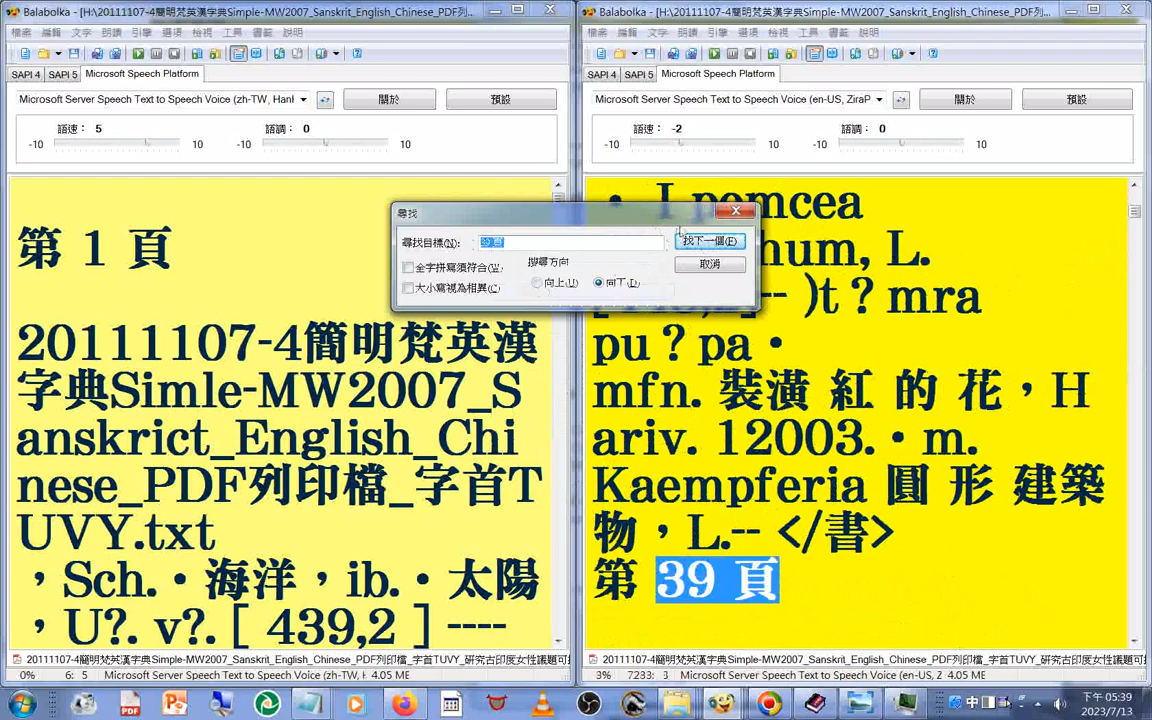 Balabolka - [H:\20111107-4簡明梵英漢字典Simple-MW2007_Sanskrit_English_Chinese_PDF列...
檔案 編輯 文字 朗讀 引擎 選項 檢視 工具 書籤 說明
SAPI 4 SAPI 5 Microsoft Speech Platform
Microsoft Server Speech Text to Speech Voice (zh-TW, Han
關於
預設
語速： 5
語調： 0
-10 10 -10 10
第 1 頁
20111107-4簡明梵英漢
字典Simle-MW2007_S
anskrict_English_Chi
nese_PDF列印檔_字首T
UVY.txt
，Sch.‧海洋，ib.‧太陽
，U?. v?. [ 439,2 ] ----
20111107-4簡明梵英漢字典Simple-MW2007_Sanskrit_English_Chinese_PDF列印檔_字首TUVY_研究古印度女性議題可
0% 6: 5 Microsoft Server Speech Text to Speech Voice (zh-TW, H 4.05 ME
Balabolka - [H:\20111107-4簡明梵英漢字典Simple-MW2007_Sanskrit_English_Chinese_PDF列...
檔案 編輯 文字 朗讀 引擎 選項 檢視 工具 書籤 說明
SAPI 4 SAPI 5 Microsoft Speech Platform
Microsoft Server Speech Text to Speech Voice (en-US, ZiraP
關於
預設
語速： -2
語調： 0
-10 10 -10 10
‧ I pomcea
hum, L.
-- )t ? mra
pu ? pa ‧
mfn. 裝潢 紅 的 花，H
ariv. 12003. ‧ m.
Kaempferia 圓 形 建築
物，L.-- </書>
第 39 頁
20111107-4簡明梵英漢字典Simple-MW2007_Sanskrit_English_Chinese_PDF列印檔_字首TUVY_研究古印度女性議題可
3% 7233: 3 Microsoft Server Speech Text to Speech Voice (en-US, Z 4.05 ME
尋找
尋找目標(N): 39 頁
找下一個(F)
取消
全字拼寫須符合(W)
大小寫視為相異(C)
搜尋方向
向上(U) 向下(D)
中
下午 05:39
2023/7/13